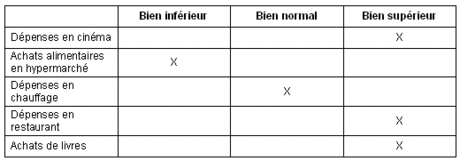 Bien inférieur Bien normal Bien supérieur
Dépenses en cinéma X
Achats alimentaires
en hypermarché X
Dépenses en
chauffage X
Dépenses en
restaurant X
Achats de livres X